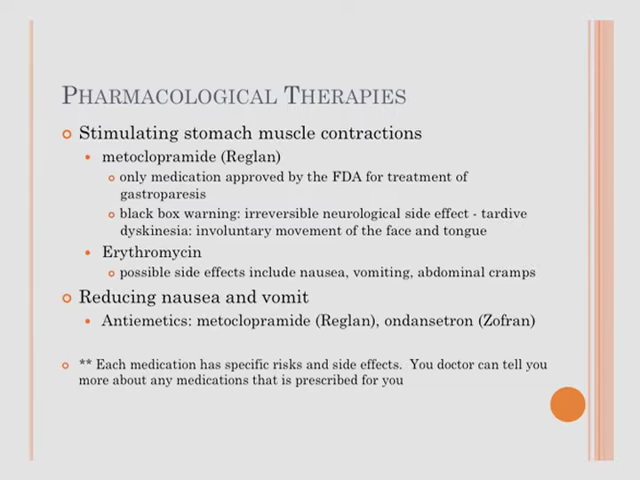 PHARMACOLOGICAL THERAPIES
Stimulating stomach muscle contractions
metoclopramide (Reglan)
only medication approved by the FDA for treatment of
gastroparesis
black box warning: irreversible neurological side effect - tardive
dyskinesia: involuntary movement of the face and tongue
Erythromycin
possible side effects include nausea, vomiting, abdominal cramps
Reducing nausea and vomit
Antiemetics: metoclopramide (Reglan), ondansetron (Zofran)
** Each medication has specific risks and side effects. You doctor can tell you
more about any medications that is prescribed for you